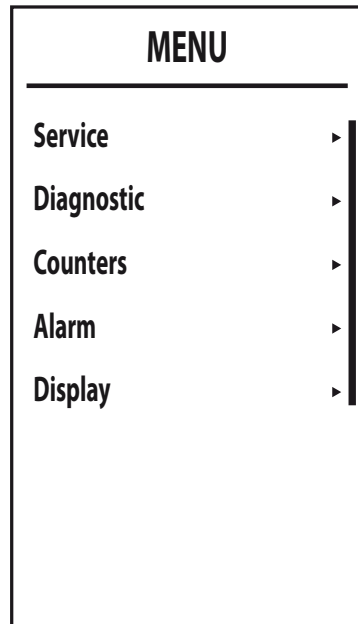 MENU
Service ▸
Diagnostic ▸
Counters ▸
Alarm ▸
Display ▸